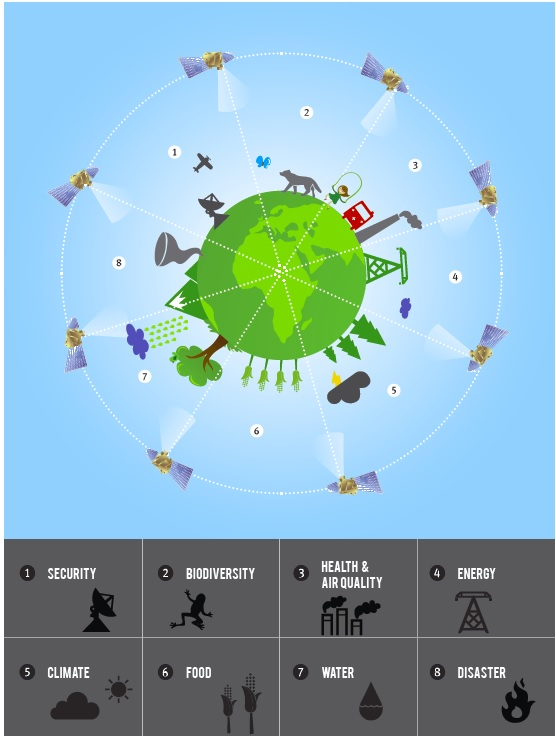 2
1
3
8
4
7
5
6
1 SECURITY
2 BIODIVERSITY
3 HEALTH &
AIR QUALITY
4 ENERGY
5 CLIMATE
6 FOOD
7 WATER
8 DISASTER